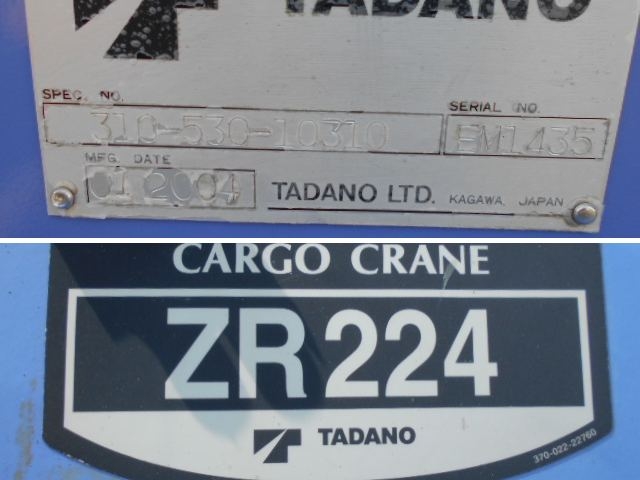 TADANO
SPEC. NO.
SERIAL NO.
310-530-10310
EM1435
MFG. DATE
01 2004
TADANO LTD. KAGAWA, JAPAN
CARGO CRANE
ZR224
TADANO
370-022-22760